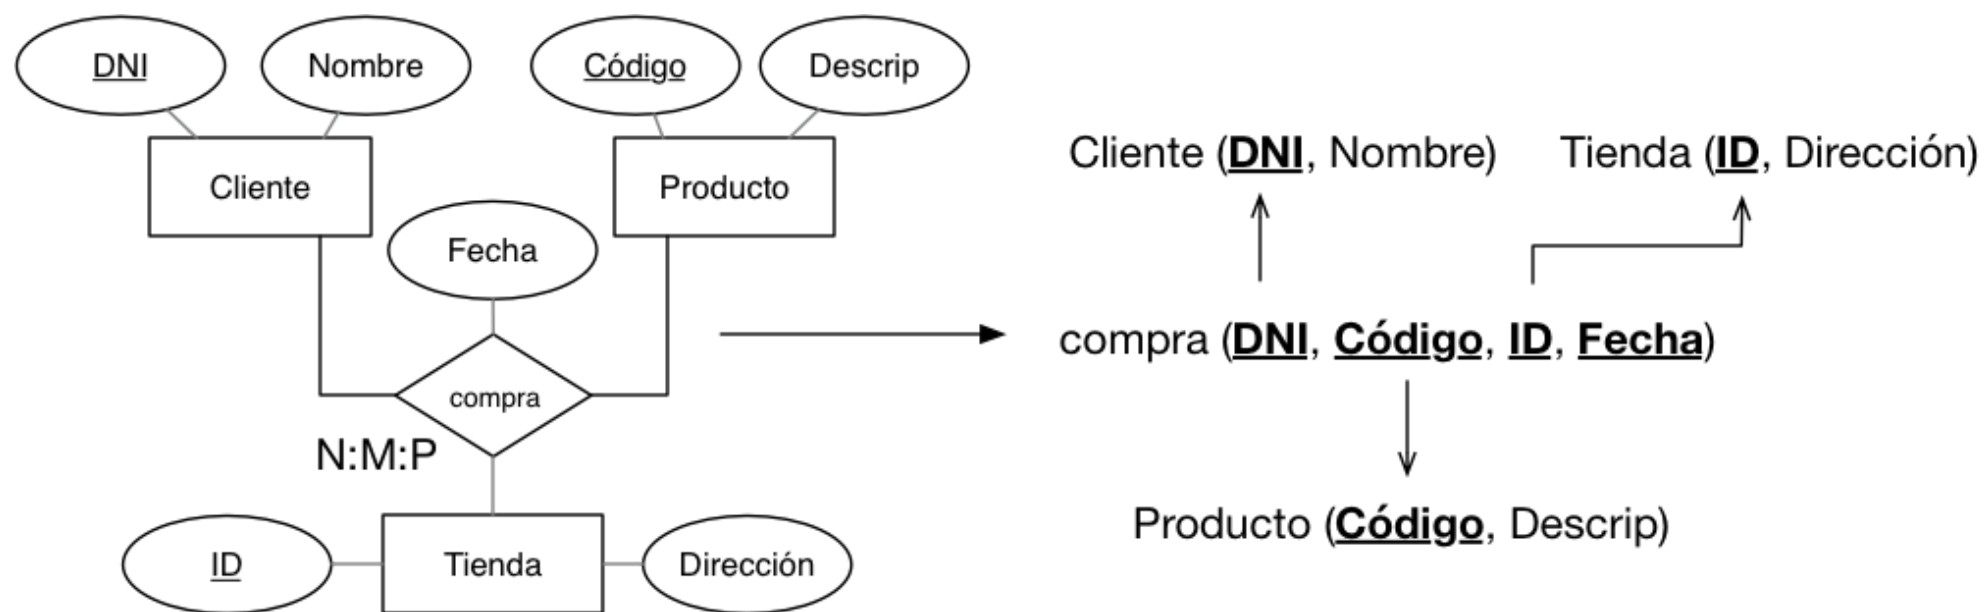 DNI
Nombre
Código
Descrip
Cliente
Producto
Fecha
compra
N:M:P
ID
Tienda
Dirección
Cliente (DNI, Nombre)
Tienda (ID, Dirección)
compra (DNI, Código, ID, Fecha)
Producto (Código, Descrip)